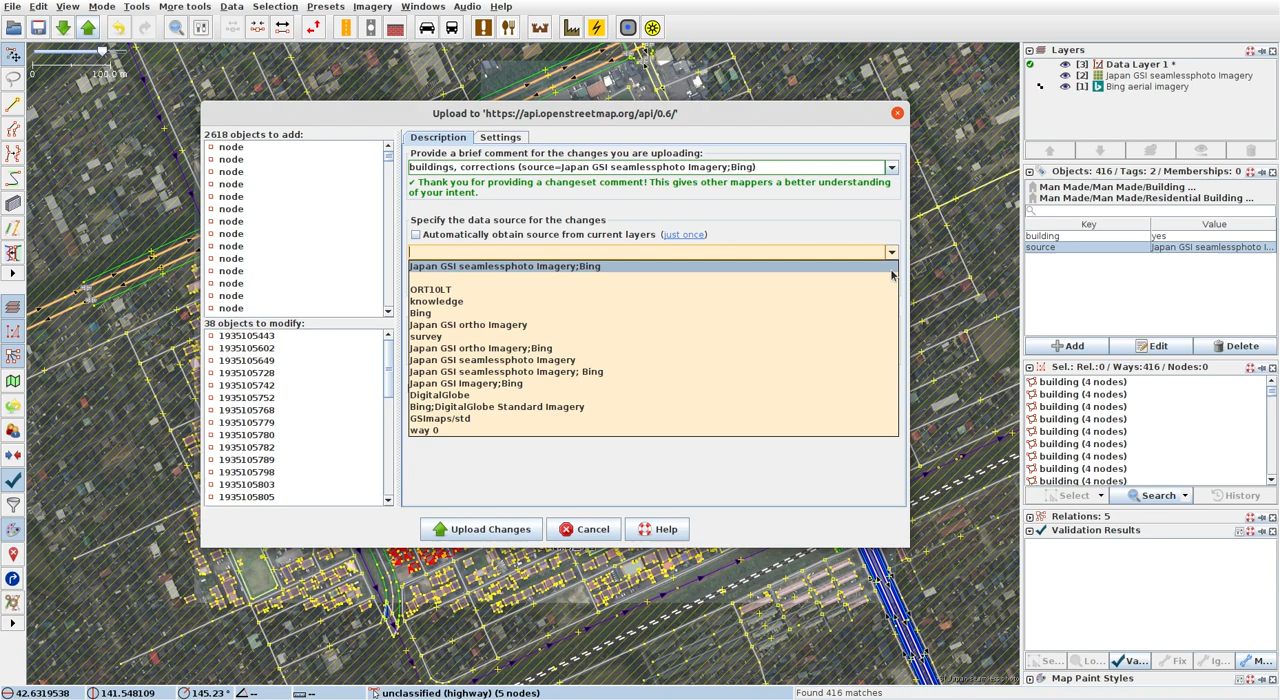 File Edit View Mode Tools More tools Data Selection Presets Imagery Windows Audio Help
0 100.0 m
Upload to 'https://api.openstreetmap.org/api/0.6/'
2618 objects to add:
node
node
node
node
node
node
node
node
node
node
node
node
node
node
38 objects to modify:
1935105443
1935105602
1935105649
1935105728
1935105742
1935105752
1935105768
1935105779
1935105780
1935105782
1935105789
1935105798
1935105803
1935105805
Description Settings
Provide a brief comment for the changes you are uploading:
buildings, corrections (source=Japan GSI seamlessphoto Imagery;Bing)
✔ Thank you for providing a changeset comment! This gives other mappers a better understanding
of your intent.
Specify the data source for the changes
Automatically obtain source from current layers (just once)
Japan GSI seamlessphoto Imagery;Bing
ORT10LT
knowledge
Bing
Japan GSI ortho Imagery
survey
Japan GSI ortho Imagery;Bing
Japan GSI seamlessphoto Imagery
Japan GSI seamlessphoto Imagery; Bing
Japan GSI Imagery;Bing
DigitalGlobe
Bing;DigitalGlobe Standard Imagery
GSImaps/std
way 0
Upload Changes Cancel Help
Layers
[3] Data Layer 1 *
[2] Japan GSI seamlessphoto Imagery
[1] Bing aerial imagery
Objects: 416 / Tags: 2 / Memberships: 0
Man Made/Man Made/Building ...
Man Made/Man Made/Residential Building ...
Key Value
building yes
source Japan GSI seamlessphoto I...
Add Edit Delete
Sel.: Rel.:0 / Ways:416 / Nodes:0
building (4 nodes)
building (4 nodes)
building (4 nodes)
building (4 nodes)
building (4 nodes)
building (4 nodes)
building (4 nodes)
building (4 nodes)
building (4 nodes)
Select Search History
Relations: 5
Validation Results
Se... Lo... Va... Fix Ig... M...
Map Paint Styles
42.6319538 141.548109 145.23 ° -- -- unclassified (highway) (5 nodes) Found 416 matches